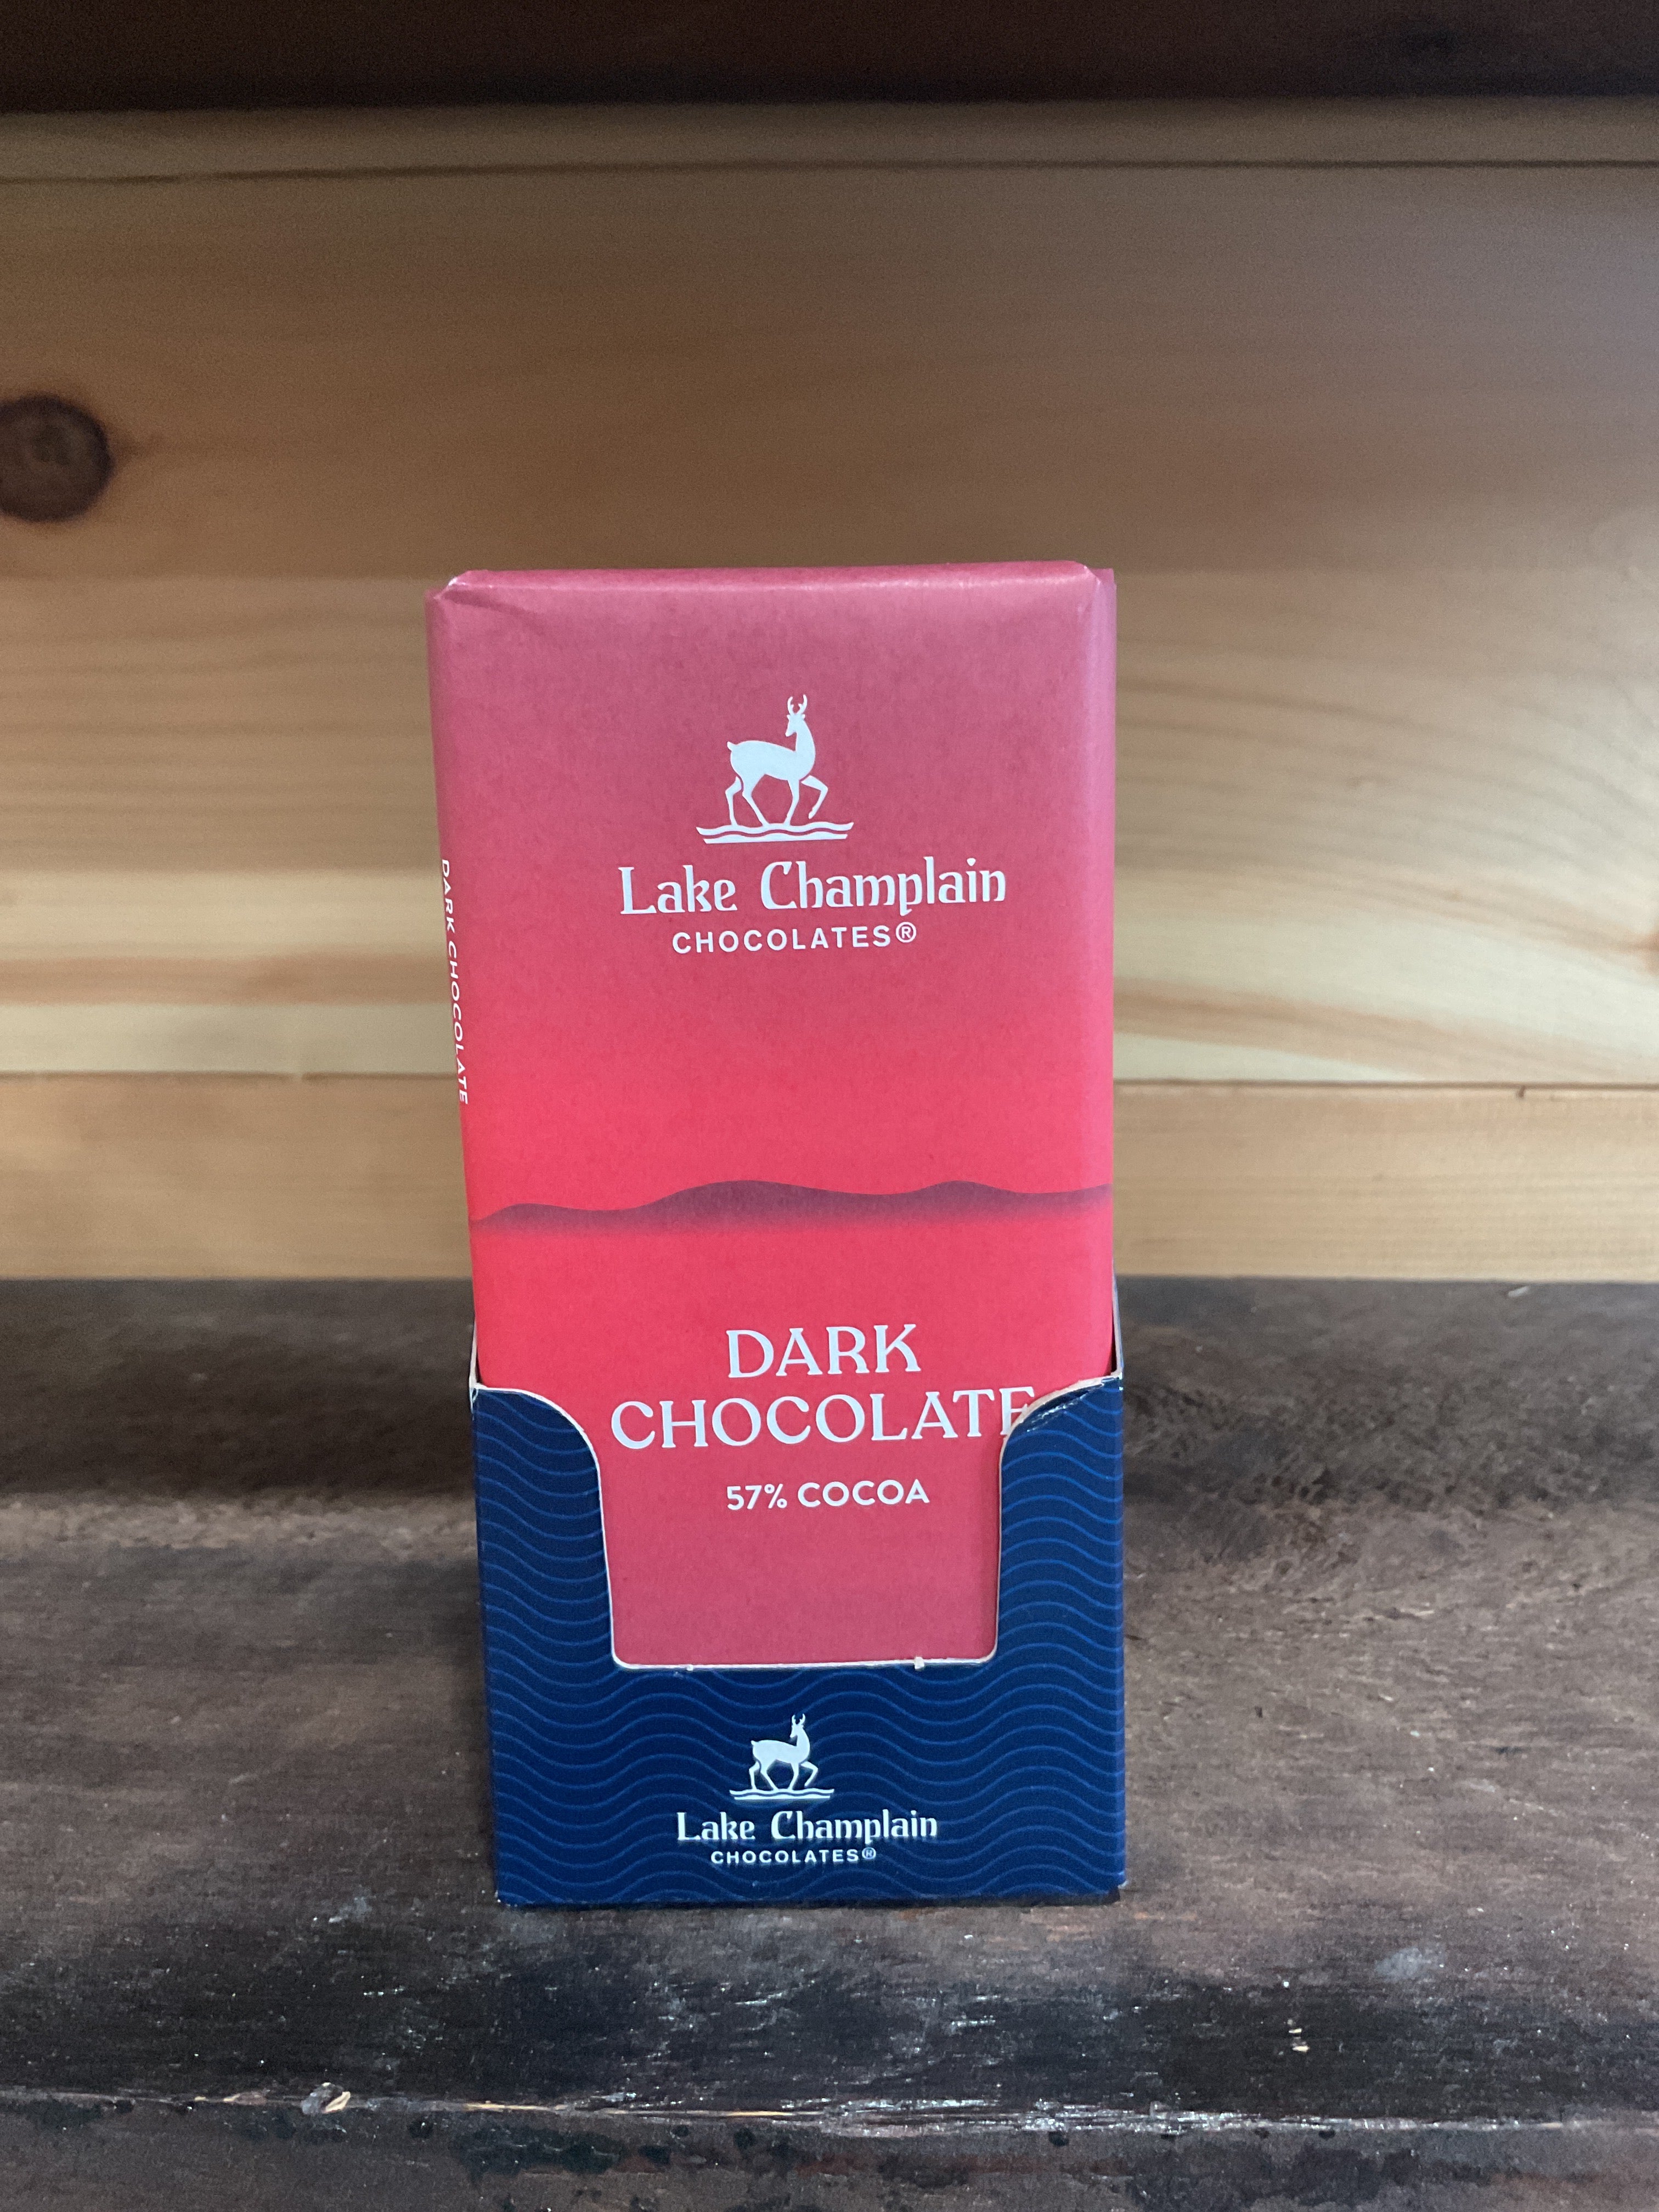 Lake Champlain
CHOCOLATES®
DARK CHOCOLATE
DARK
CHOCOLATE
57% COCOA
Lake Champlain
CHOCOLATES®